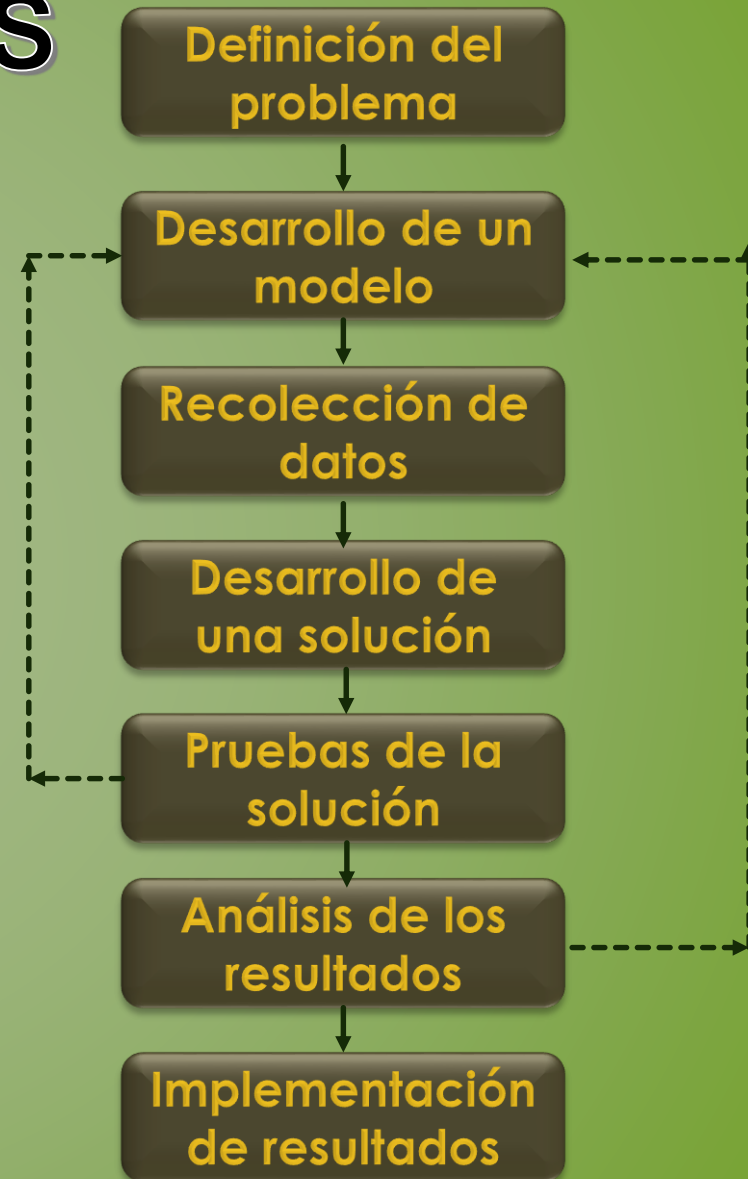 S
Definición del
problema
Desarrollo de un
modelo
Recolección de
datos
Desarrollo de
una solución
Pruebas de la
solución
Análisis de los
resultados
Implementación
de resultados